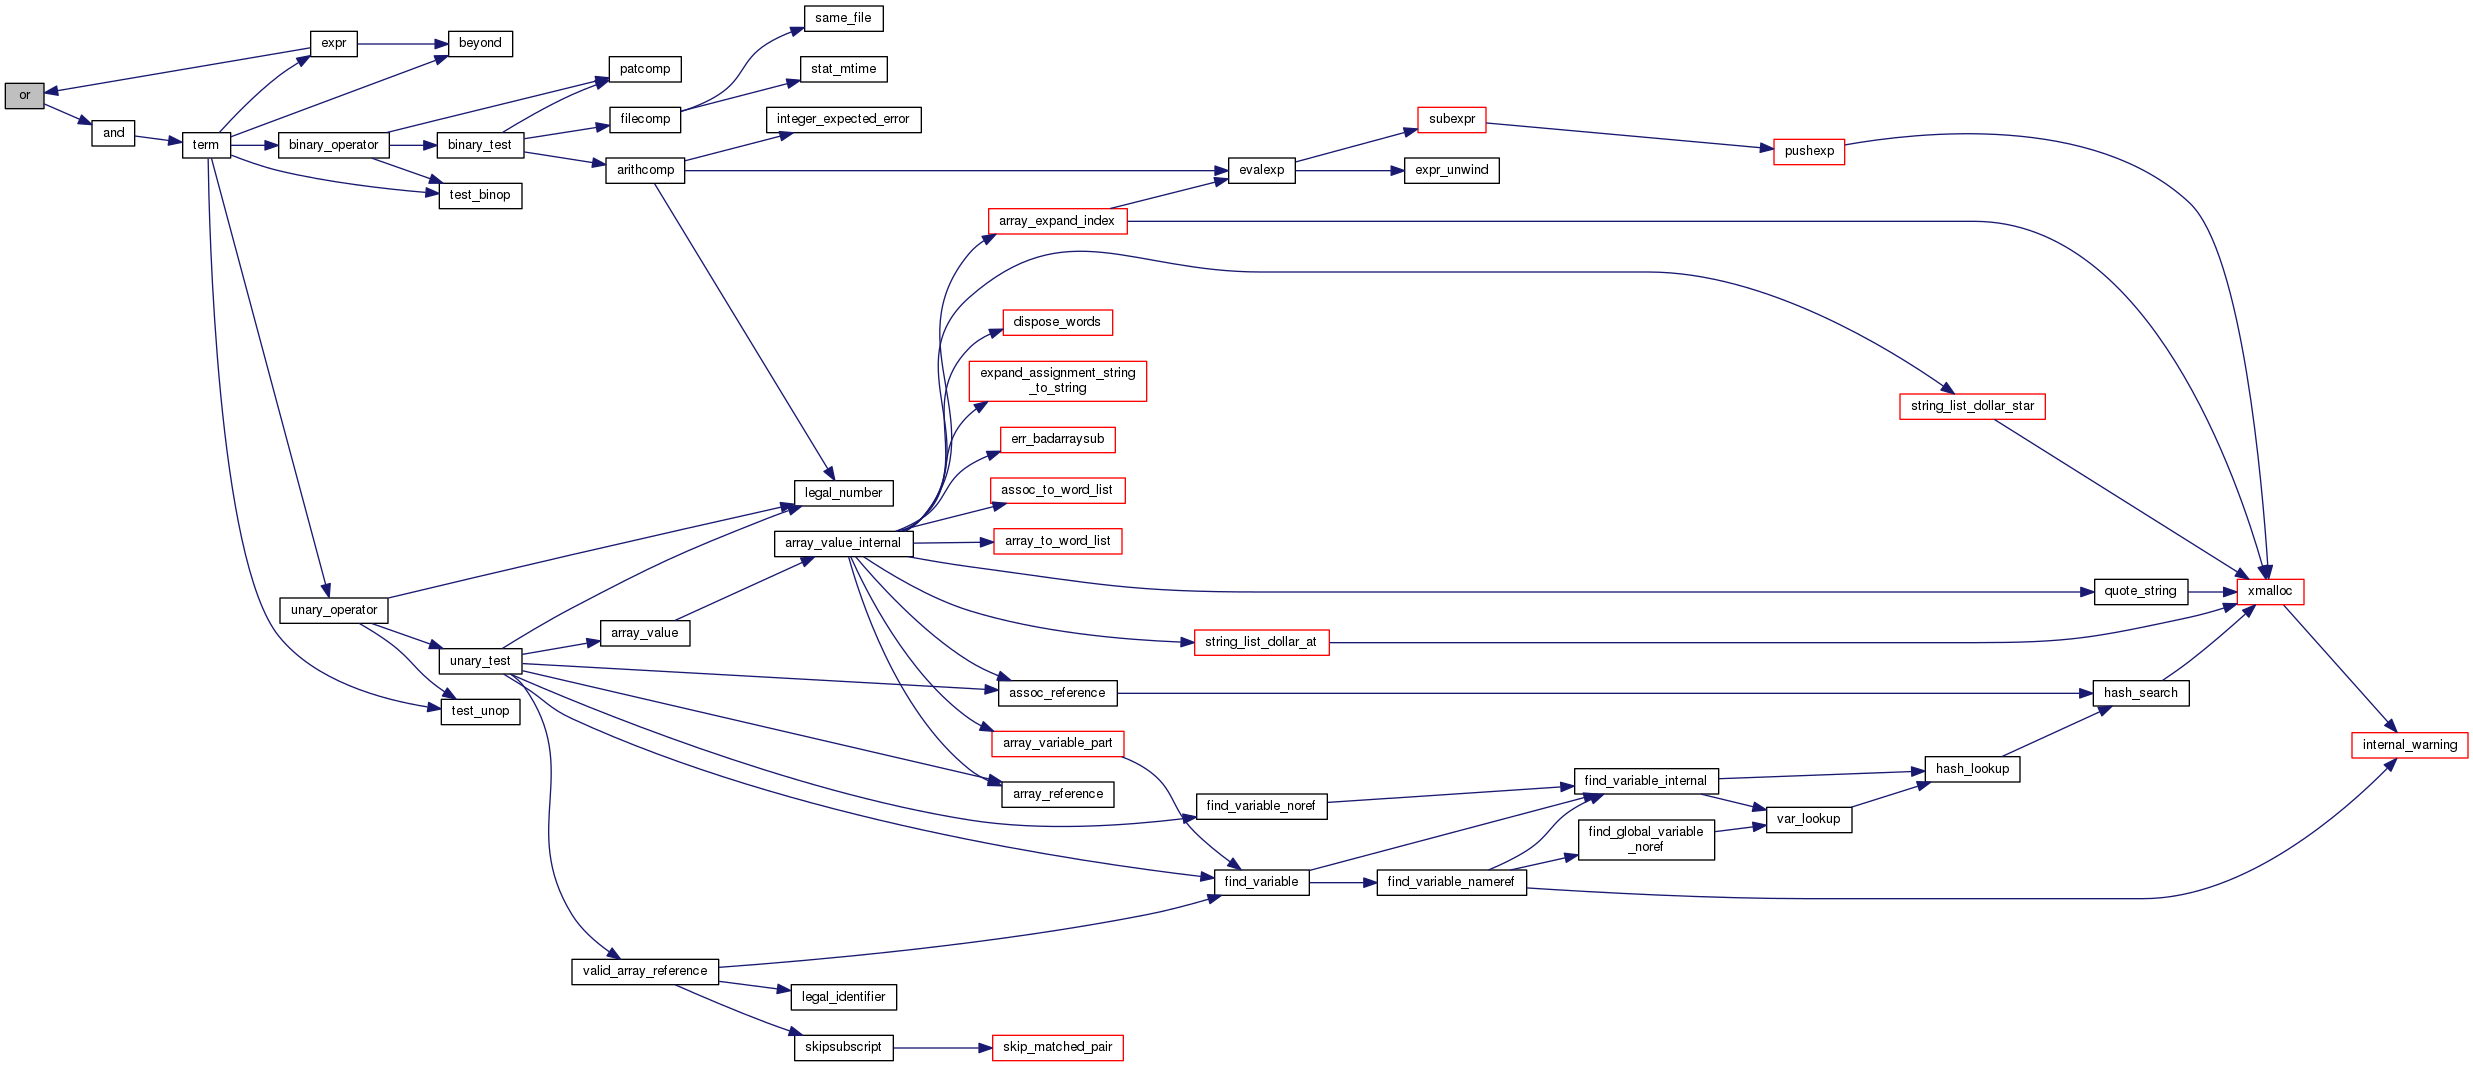 same_file
expr
beyond
patcomp
stat_mtime
or
and
filecomp
integer_expected_error
subexpr
term
binary_operator
binary_test
pushexp
arithcomp
evalexp
expr_unwind
test_binop
array_expand_index
dispose_words
expand_assignment_string
_to_string
string_list_dollar_star
err_badarraysub
assoc_to_word_list
legal_number
array_value_internal
array_to_word_list
quote_string
xmalloc
unary_operator
array_value
string_list_dollar_at
unary_test
assoc_reference
hash_search
test_unop
array_variable_part
internal_warning
hash_lookup
find_variable_internal
array_reference
find_variable_noref
var_lookup
find_global_variable
_noref
find_variable
find_variable_nameref
valid_array_reference
legal_identifier
skipsubscript
skip_matched_pair